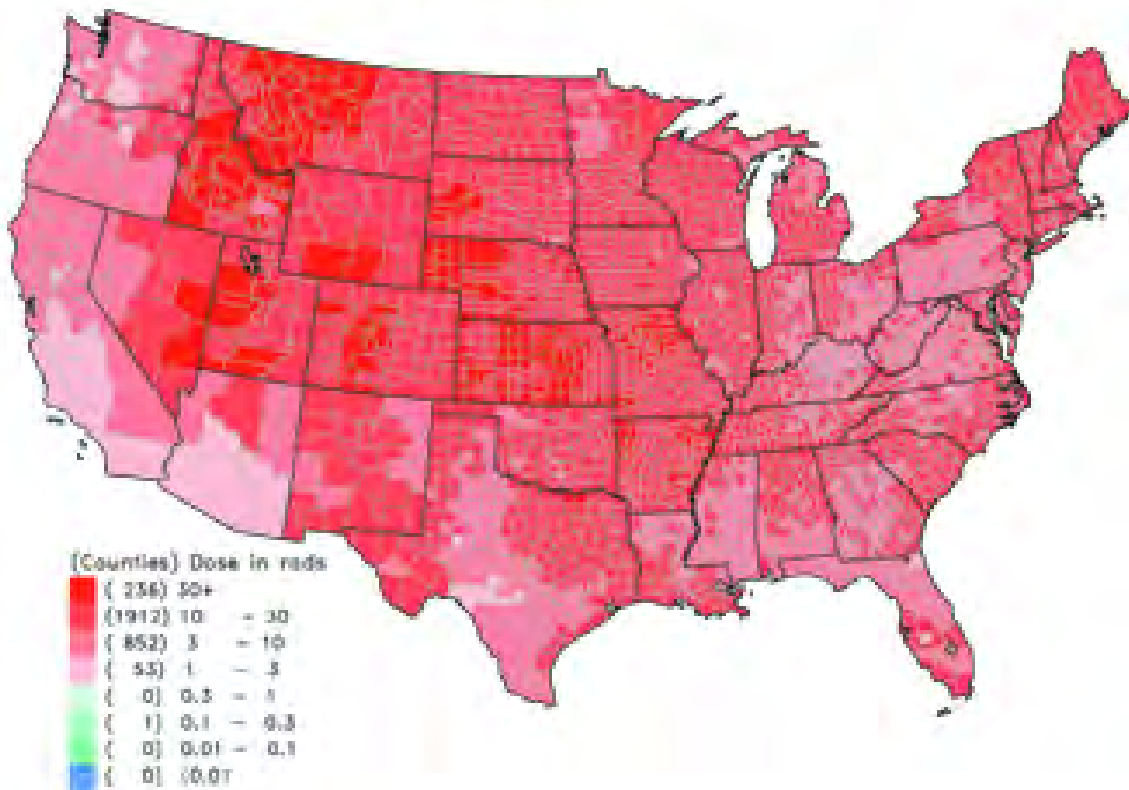 (Counties) Dose in rads
( 236) 30+
(1912) 10 - 30
( 852) 3 - 10
( 53) 1 - 3
( 0) 0.3 - 1
( 1) 0.1 - 0.3
( 0) 0.01 - 0.1
( 0) <0.01